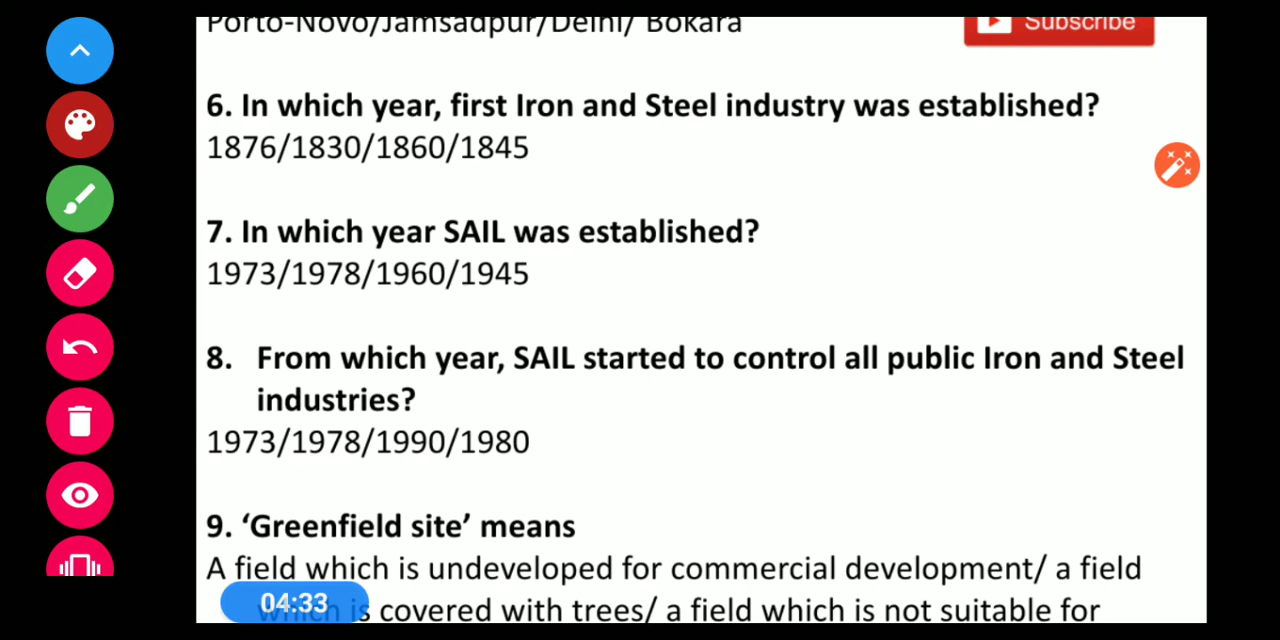 Porto-Novo/Jamsadpur/Delhi/ Bokara
Subscribe
6. In which year, first Iron and Steel industry was established?
1876/1830/1860/1845
7. In which year SAIL was established?
1973/1978/1960/1945
8. From which year, SAIL started to control all public Iron and Steel
industries?
1973/1978/1990/1980
9. ‘Greenfield site’ means
A field which is undeveloped for commercial development/ a field
which is covered with trees/ a field which is not suitable for
04:33